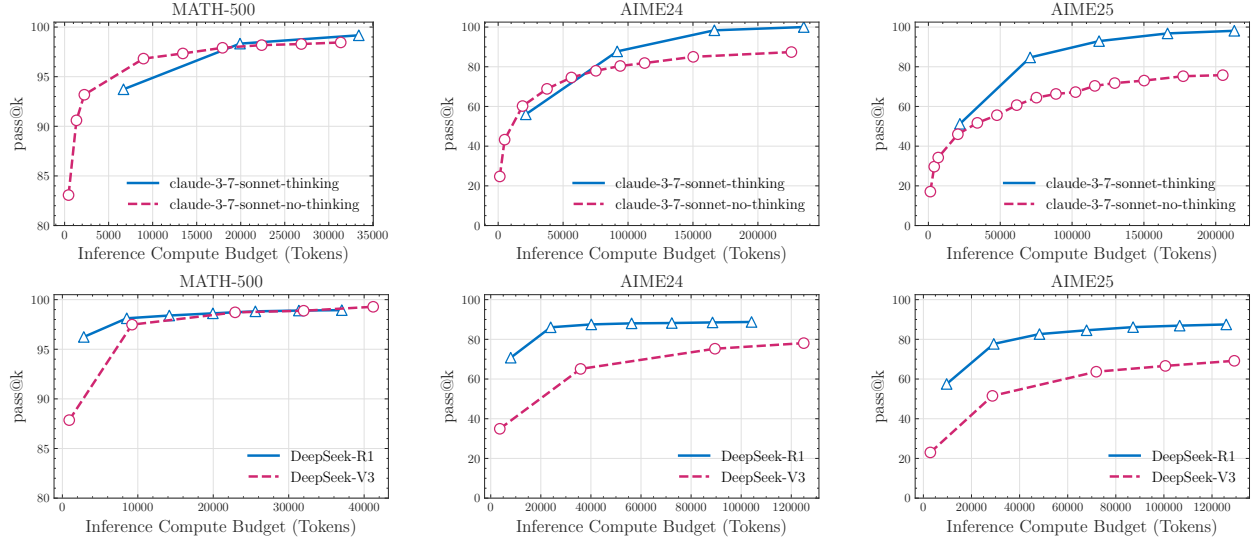 MATH-500
100
95
90
85
80
pass@k
claude-3-7-sonnet-thinking
claude-3-7-sonnet-no-thinking
0 5000 10000 15000 20000 25000 30000 35000
Inference Compute Budget (Tokens)
AIME24
100
80
60
40
20
0
pass@k
claude-3-7-sonnet-thinking
claude-3-7-sonnet-no-thinking
0 50000 100000 150000 200000
Inference Compute Budget (Tokens)
AIME25
100
80
60
40
20
0
pass@k
claude-3-7-sonnet-thinking
claude-3-7-sonnet-no-thinking
0 50000 100000 150000 200000
Inference Compute Budget (Tokens)
MATH-500
100
95
90
85
80
pass@k
DeepSeek-R1
DeepSeek-V3
0 10000 20000 30000 40000
Inference Compute Budget (Tokens)
AIME24
100
80
60
40
20
0
pass@k
DeepSeek-R1
DeepSeek-V3
0 20000 40000 60000 80000 100000 120000
Inference Compute Budget (Tokens)
AIME25
100
80
60
40
20
0
pass@k
DeepSeek-R1
DeepSeek-V3
0 20000 40000 60000 80000 100000 120000
Inference Compute Budget (Tokens)